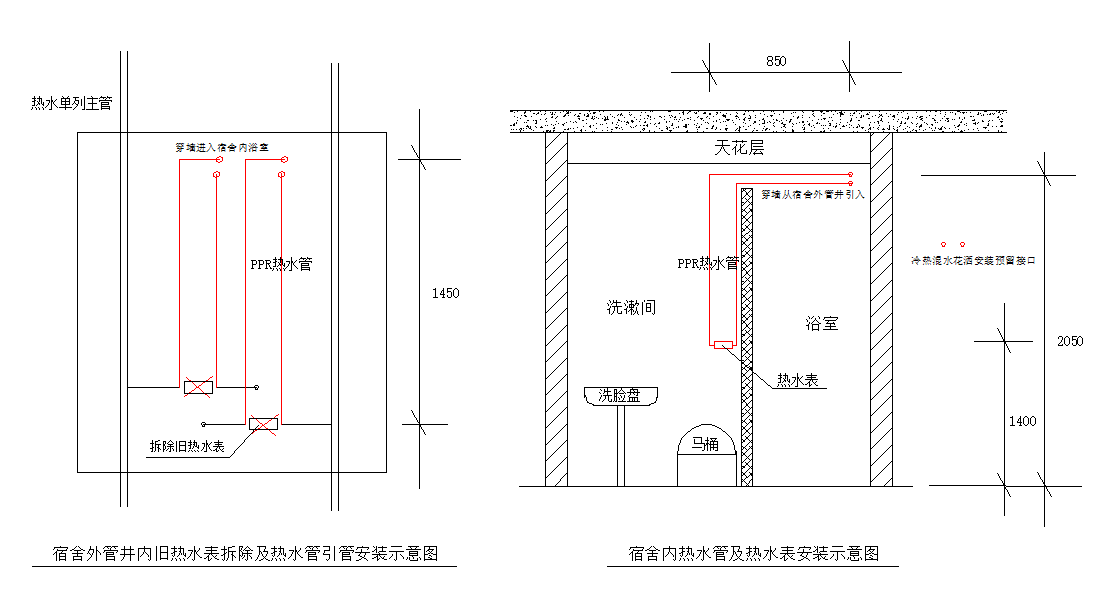 热水单列主管
穿墙进入宿舍内浴室
PPR热水管
1450
拆除旧热水表
宿舍外管井内旧热水表拆除及热水管引管安装示意图
850
天花层
穿墙从宿舍外管井引入
PPR热水管
洗漱间
浴室
热水表
洗脸盘
马桶
冷热混水花洒安装预留接口
2050
1400
宿舍内热水管及热水表安装示意图